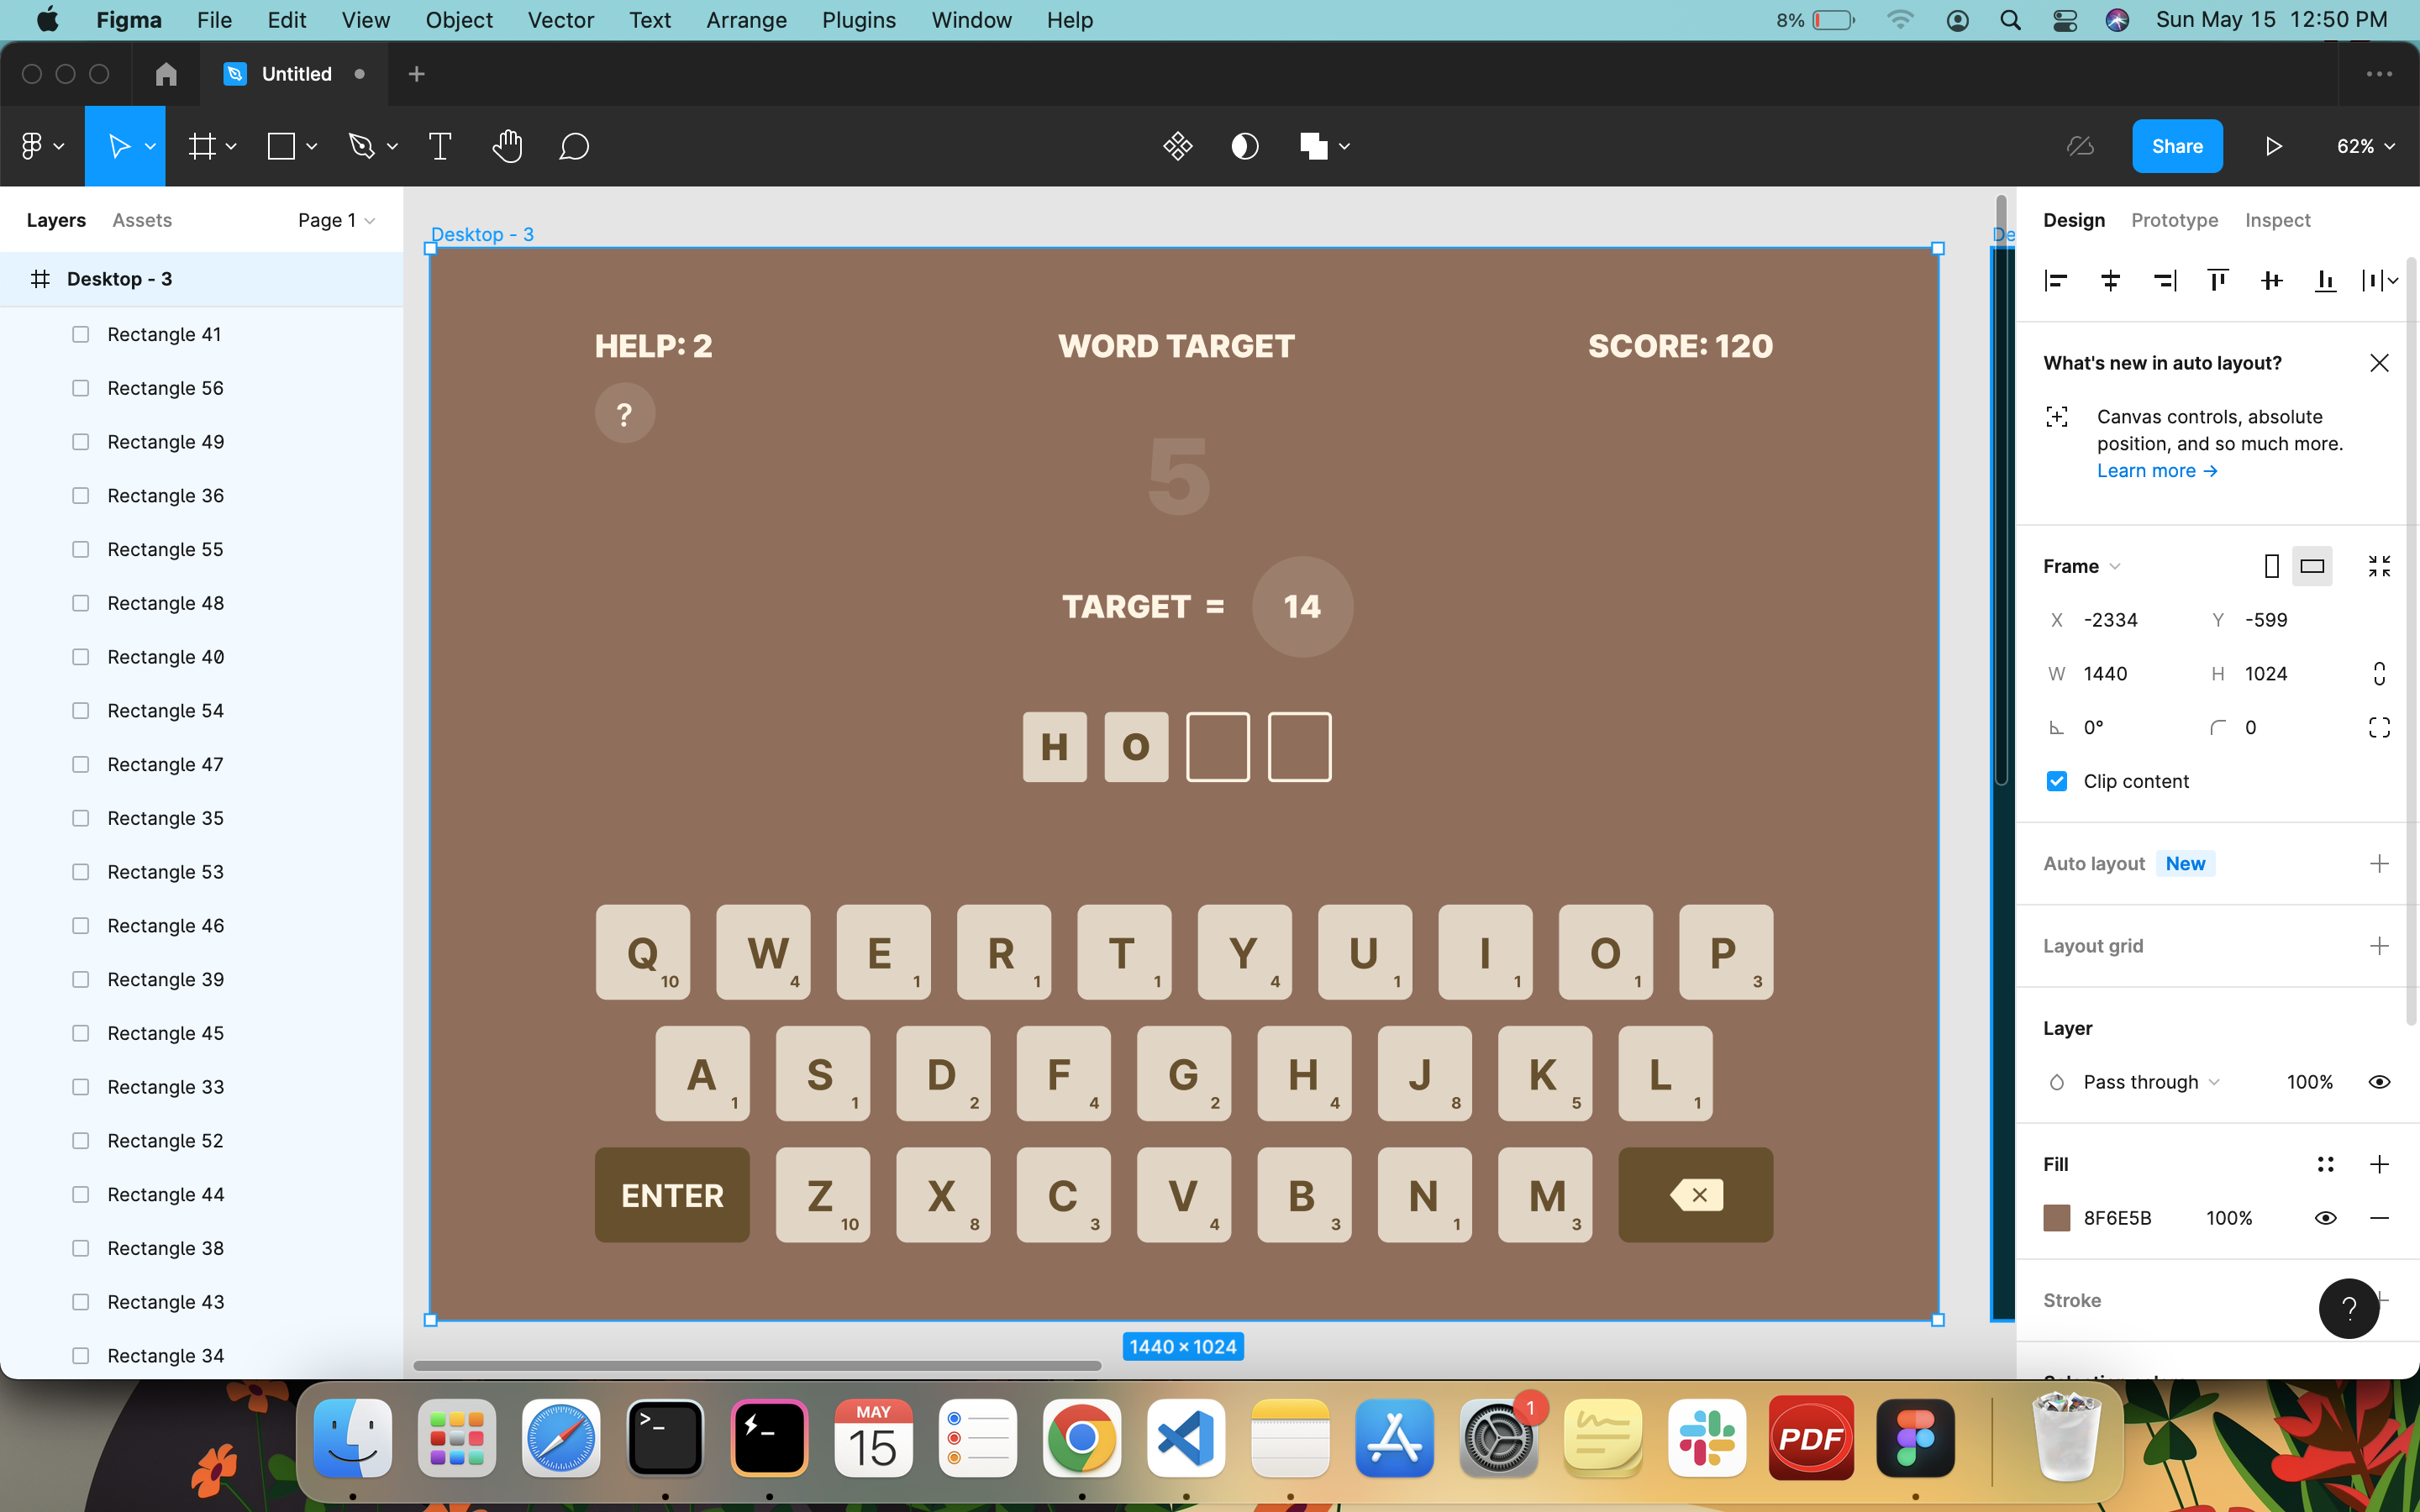 Figma File Edit View Object Vector Text Arrange Plugins Window Help 8% Sun May 15 12:50 PM
Untitled
Share 62%
Layers Assets Page 1
Desktop - 3
Rectangle 41
Rectangle 56
Rectangle 49
Rectangle 36
Rectangle 55
Rectangle 48
Rectangle 40
Rectangle 54
Rectangle 47
Rectangle 35
Rectangle 53
Rectangle 46
Rectangle 39
Rectangle 45
Rectangle 33
Rectangle 52
Rectangle 44
Rectangle 38
Rectangle 43
Rectangle 34
Desktop - 3
De
HELP: 2 WORD TARGET SCORE: 120
?
5
TARGET = 14
H O
Q 10 W 4 E 1 R 1 T 1 Y 4 U 1 I 1 O 1 P 3
A 1 S 1 D 2 F 4 G 2 H 4 J 8 K 5 L 1
ENTER Z 10 X 8 C 3 V 4 B 3 N 1 M 3
1440 × 1024
Design Prototype Inspect
What's new in auto layout?
Canvas controls, absolute
position, and so much more.
Learn more →
Frame
X -2334 Y -599
W 1440 H 1024
0° 0
Clip content
Auto layout New
Layout grid
Layer
Pass through 100%
Fill
8F6E5B 100%
Stroke
?
MAY
15
1
PDF